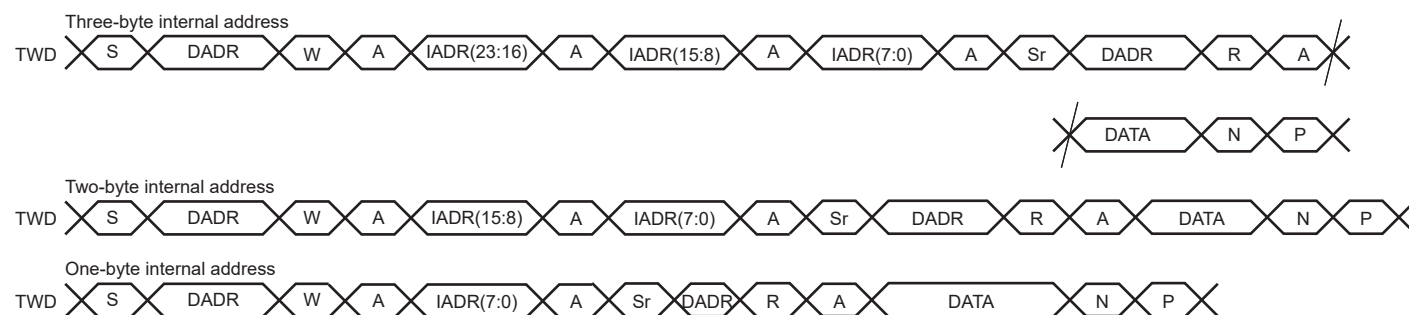 Three-byte internal address
TWD S DADR W A IADR(23:16) A IADR(15:8) A IADR(7:0) A Sr DADR R A
DATA N P
Two-byte internal address
TWD S DADR W A IADR(15:8) A IADR(7:0) A Sr DADR R A DATA N P
One-byte internal address
TWD S DADR W A IADR(7:0) A Sr DADR R A DATA N P